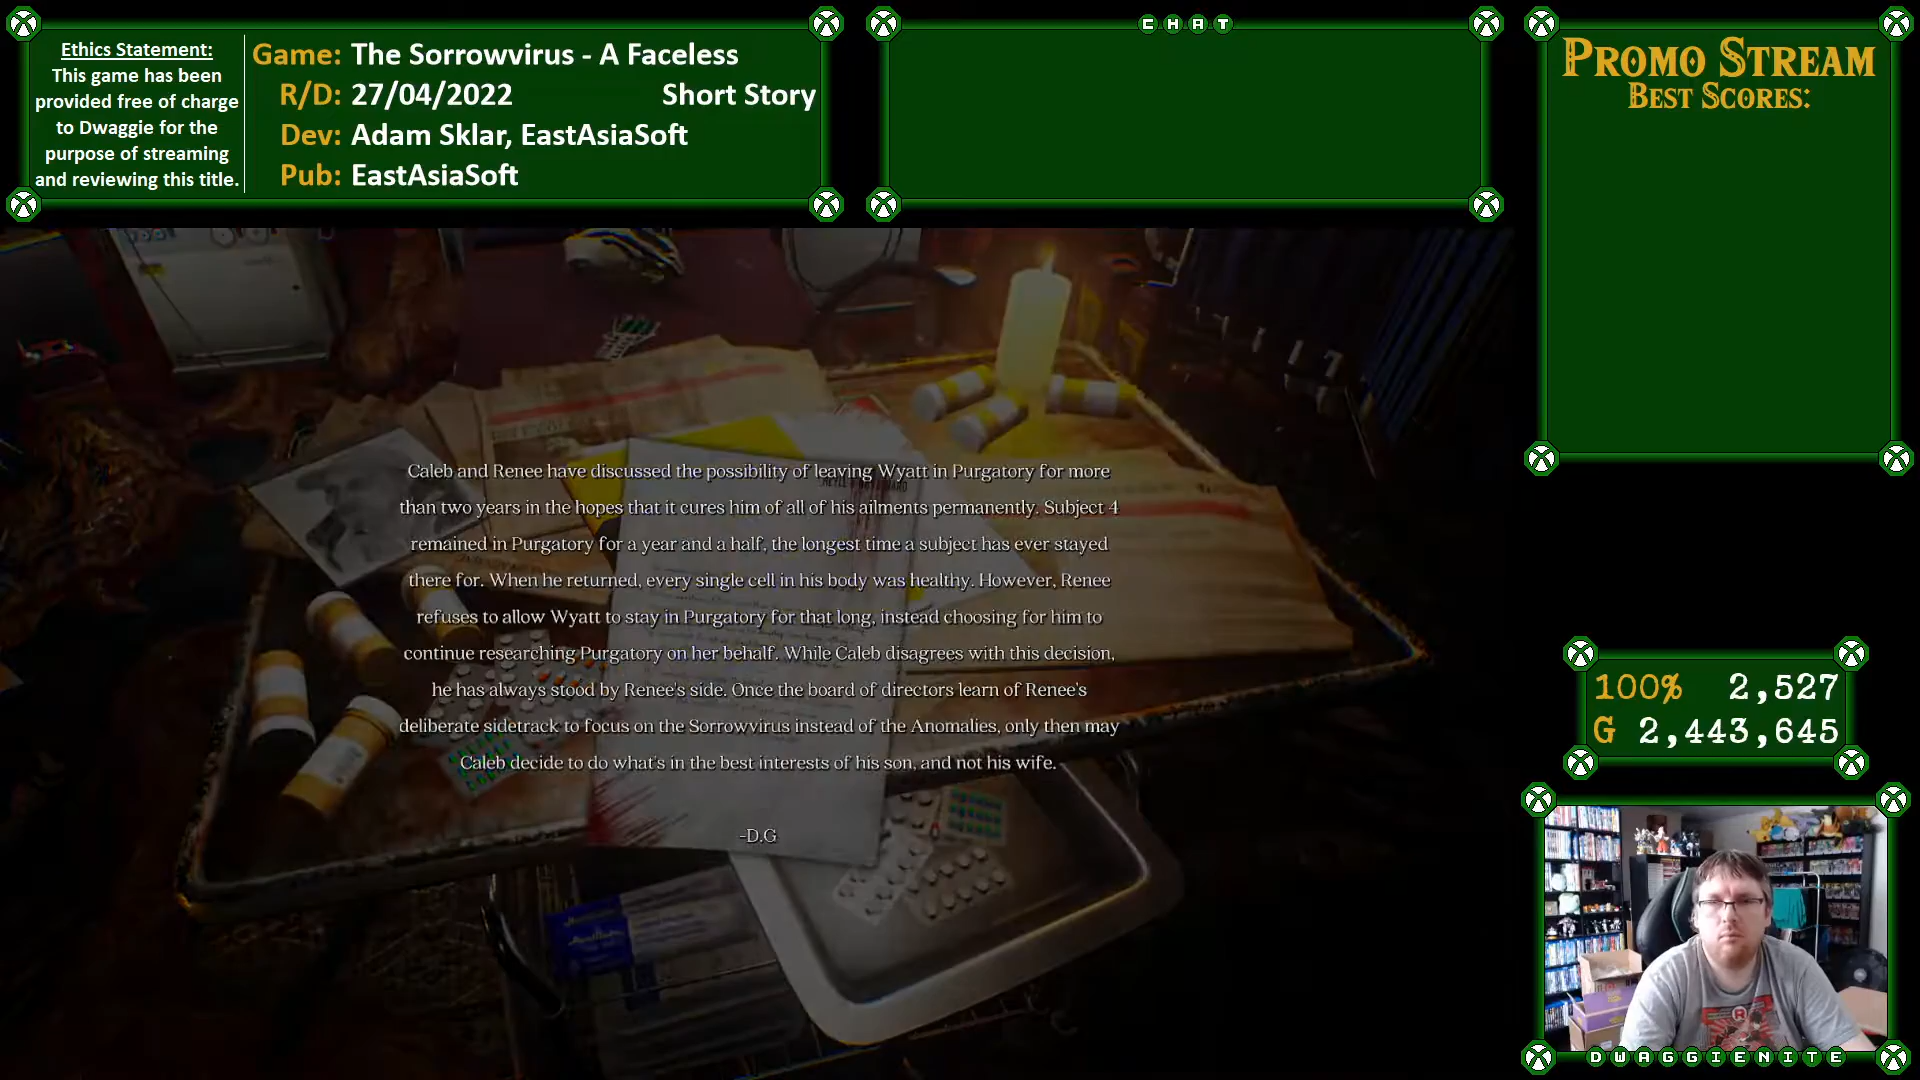 Ethics Statement:
This game has been
provided free of charge
to Dwaggie for the
purpose of streaming
and reviewing this title.
Game: The Sorrowvirus - A Faceless
R/D: 27/04/2022 Short Story
Dev: Adam Sklar, EastAsiaSoft
Pub: EastAsiaSoft
CHAT
PROMO STREAM
BEST SCORES:
Caleb and Renee have discussed the possibility of leaving Wyatt in Purgatory for more
than two years in the hopes that it cures him of all of his ailments permanently. Subject 4
remained in Purgatory for a year and a half, the longest time a subject has ever stayed
there for. When he returned, every single cell in his body was healthy. However, Renee
refuses to allow Wyatt to stay in Purgatory for that long, instead choosing for him to
continue researching Purgatory on her behalf. While Caleb disagrees with this decision,
he has always stood by Renee's side. Once the board of directors learn of Renee's
deliberate sidetrack to focus on the Sorrowvirus instead of the Anomalies, only then may
Caleb decide to do what's in the best interests of his son, and not his wife.
-D.G
100% 2,527
G 2,443,645
DWAGGIENITE